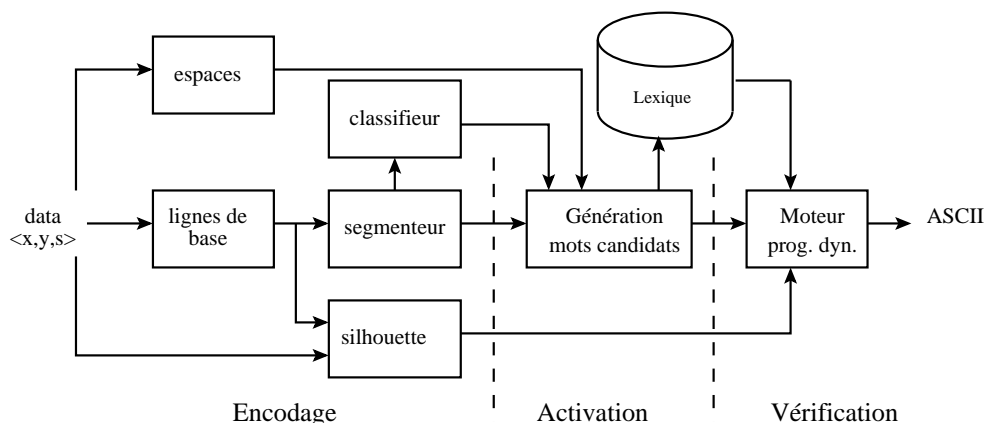 espaces
classifieur
Lexique
data
<x,y,s>
lignes de
base
segmenteur
Génération
mots candidats
Moteur
prog. dyn.
ASCII
silhouette
Encodage
Activation
Vérification